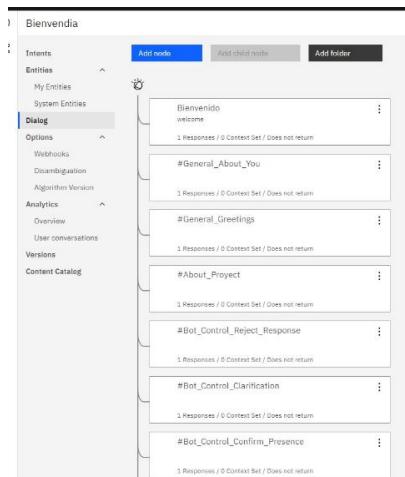 Bienvendia
Intents
Entities
My Entities
System Entities
Dialog
Options
Webhooks
Disambiguation
Algorithm Version
Analytics
Overview
User conversations
Versions
Content Catalog
Add node
Add child node
Add folder
Bienvenido
welcome
1 Responses / 0 Context Set / Does not return
#General_About_You
1 Responses / 0 Context Set / Does not return
#General_Greetings
1 Responses / 0 Context Set / Does not return
#About_Proyect
1 Responses / 0 Context Set / Does not return
#Bot_Control_Reject_Response
1 Responses / 0 Context Set / Does not return
#Bot_Control_Clarification
1 Responses / 0 Context Set / Does not return
#Bot_Control_Confirm_Presence
1 Responses / 0 Context Set / Does not return